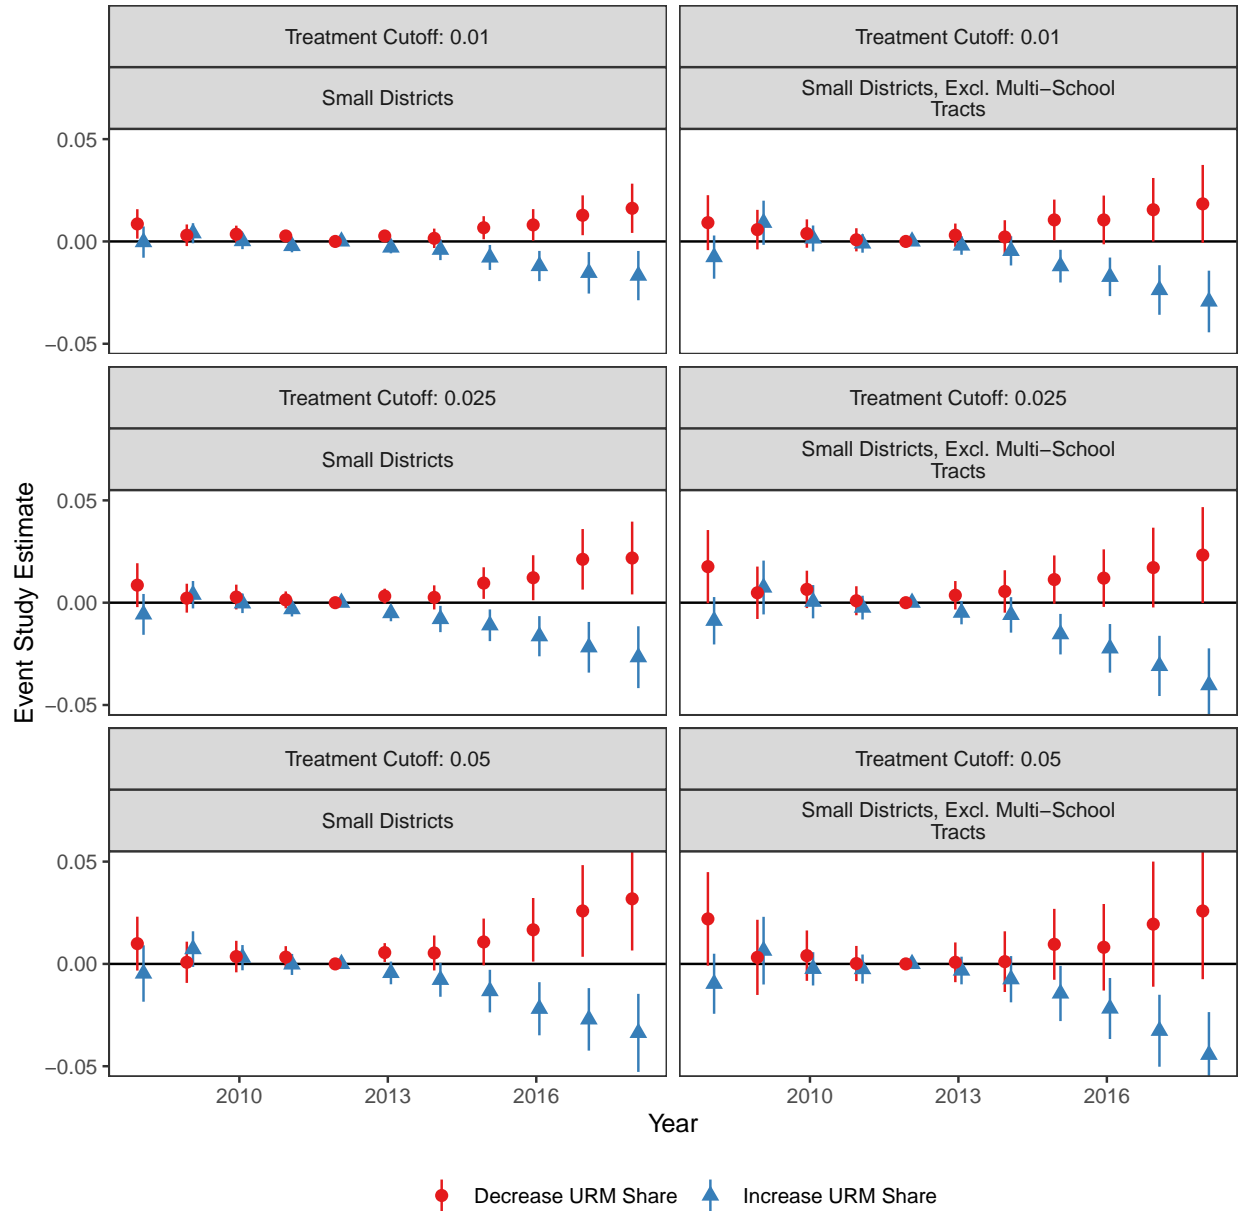 Treatment Cutoff: 0.01
Treatment Cutoff: 0.01
Small Districts
Small Districts, Excl. Multi−School
Tracts
0.05
0.00
−0.05
Treatment Cutoff: 0.025
Treatment Cutoff: 0.025
Small Districts
Small Districts, Excl. Multi−School
Tracts
0.05
0.00
−0.05
Event Study Estimate
Treatment Cutoff: 0.05
Treatment Cutoff: 0.05
Small Districts
Small Districts, Excl. Multi−School
Tracts
0.05
0.00
−0.05
2010 2013 2016
2010 2013 2016
Year
Decrease URM Share
Increase URM Share